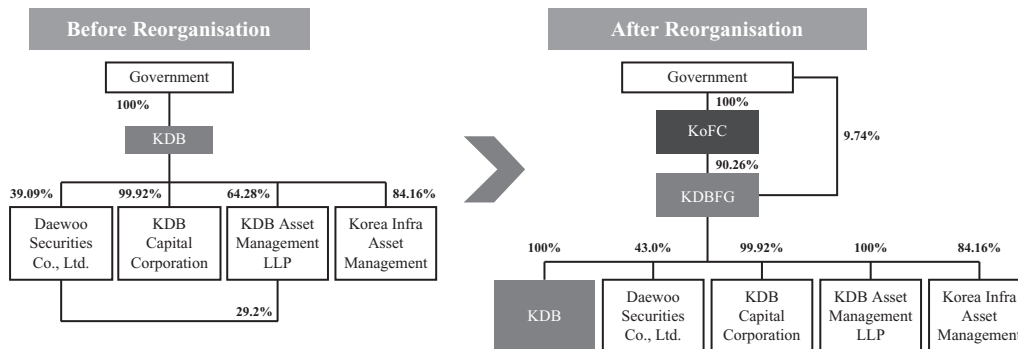 Before Reorganisation
Government
100%
KDB
39.09%
99.92%
64.28%
84.16%
Daewoo
Securities
Co., Ltd.
KDB
Capital
Corporation
KDB Asset
Management
LLP
Korea Infra
Asset
Management
29.2%
After Reorganisation
Government
100%
KoFC
9.74%
90.26%
KDBFG
100%
43.0%
99.92%
100%
84.16%
KDB
Daewoo
Securities
Co., Ltd.
KDB
Capital
Corporation
KDB Asset
Management
LLP
Korea Infra
Asset
Management